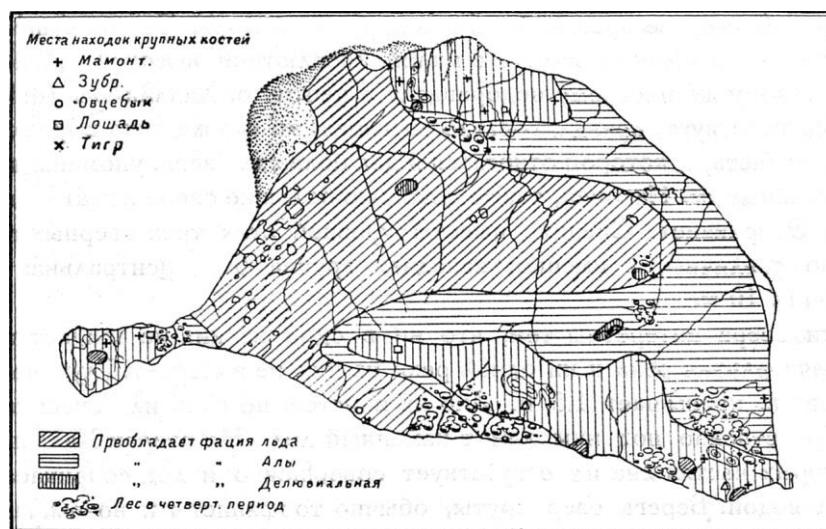 Места находок крупных костей
+ Мамонт.
△ Зубр.
о Овцебык
□ Лошадь
× Тигр
Преобладает фация льда
" " Алы
" " Делювиальная
Лес в четверт период